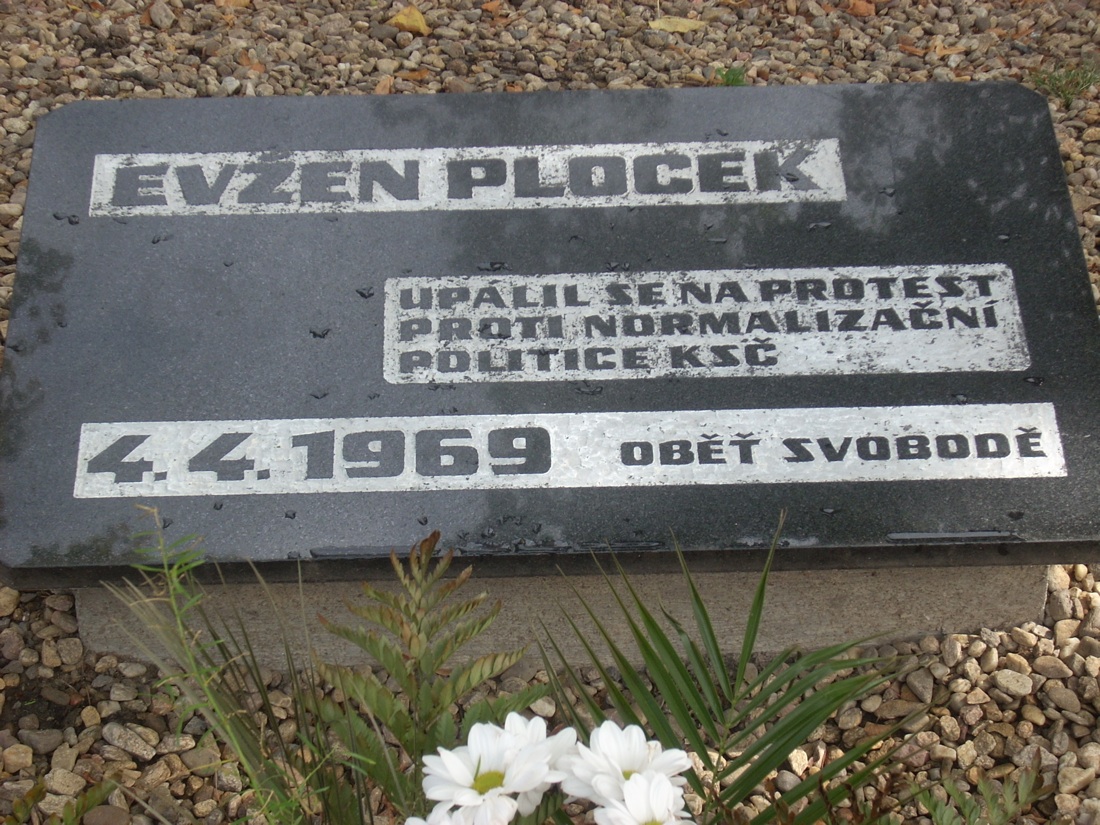 EVŽEN PLOCEK
UPÁLIL SE NA PROTEST
PROTI NORMALIZAČNÍ
POLITICE KSČ
4. 4. 1969 OBĚŤ SVOBODĚ